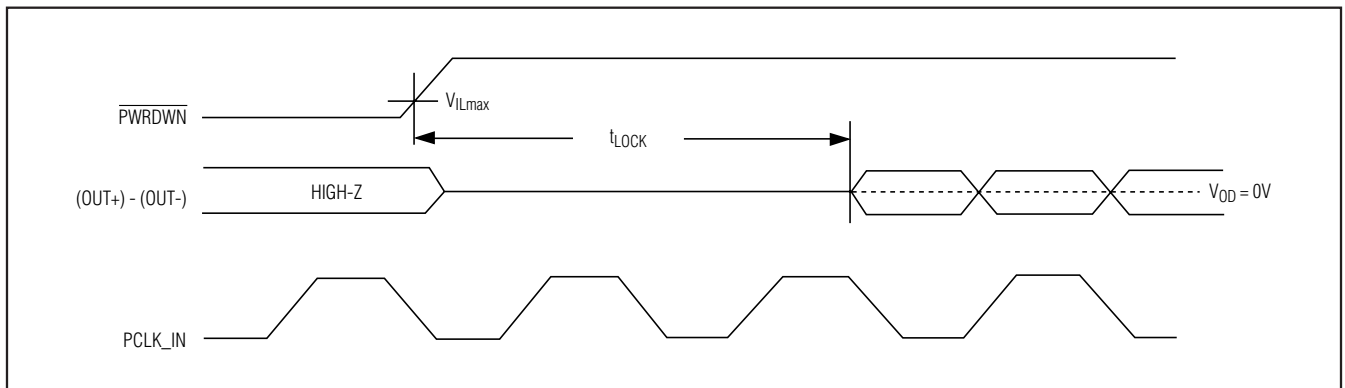 PWRDWN
VILmax
tLOCK
(OUT+) - (OUT-)
HIGH-Z
VOD = 0V
PCLK_IN